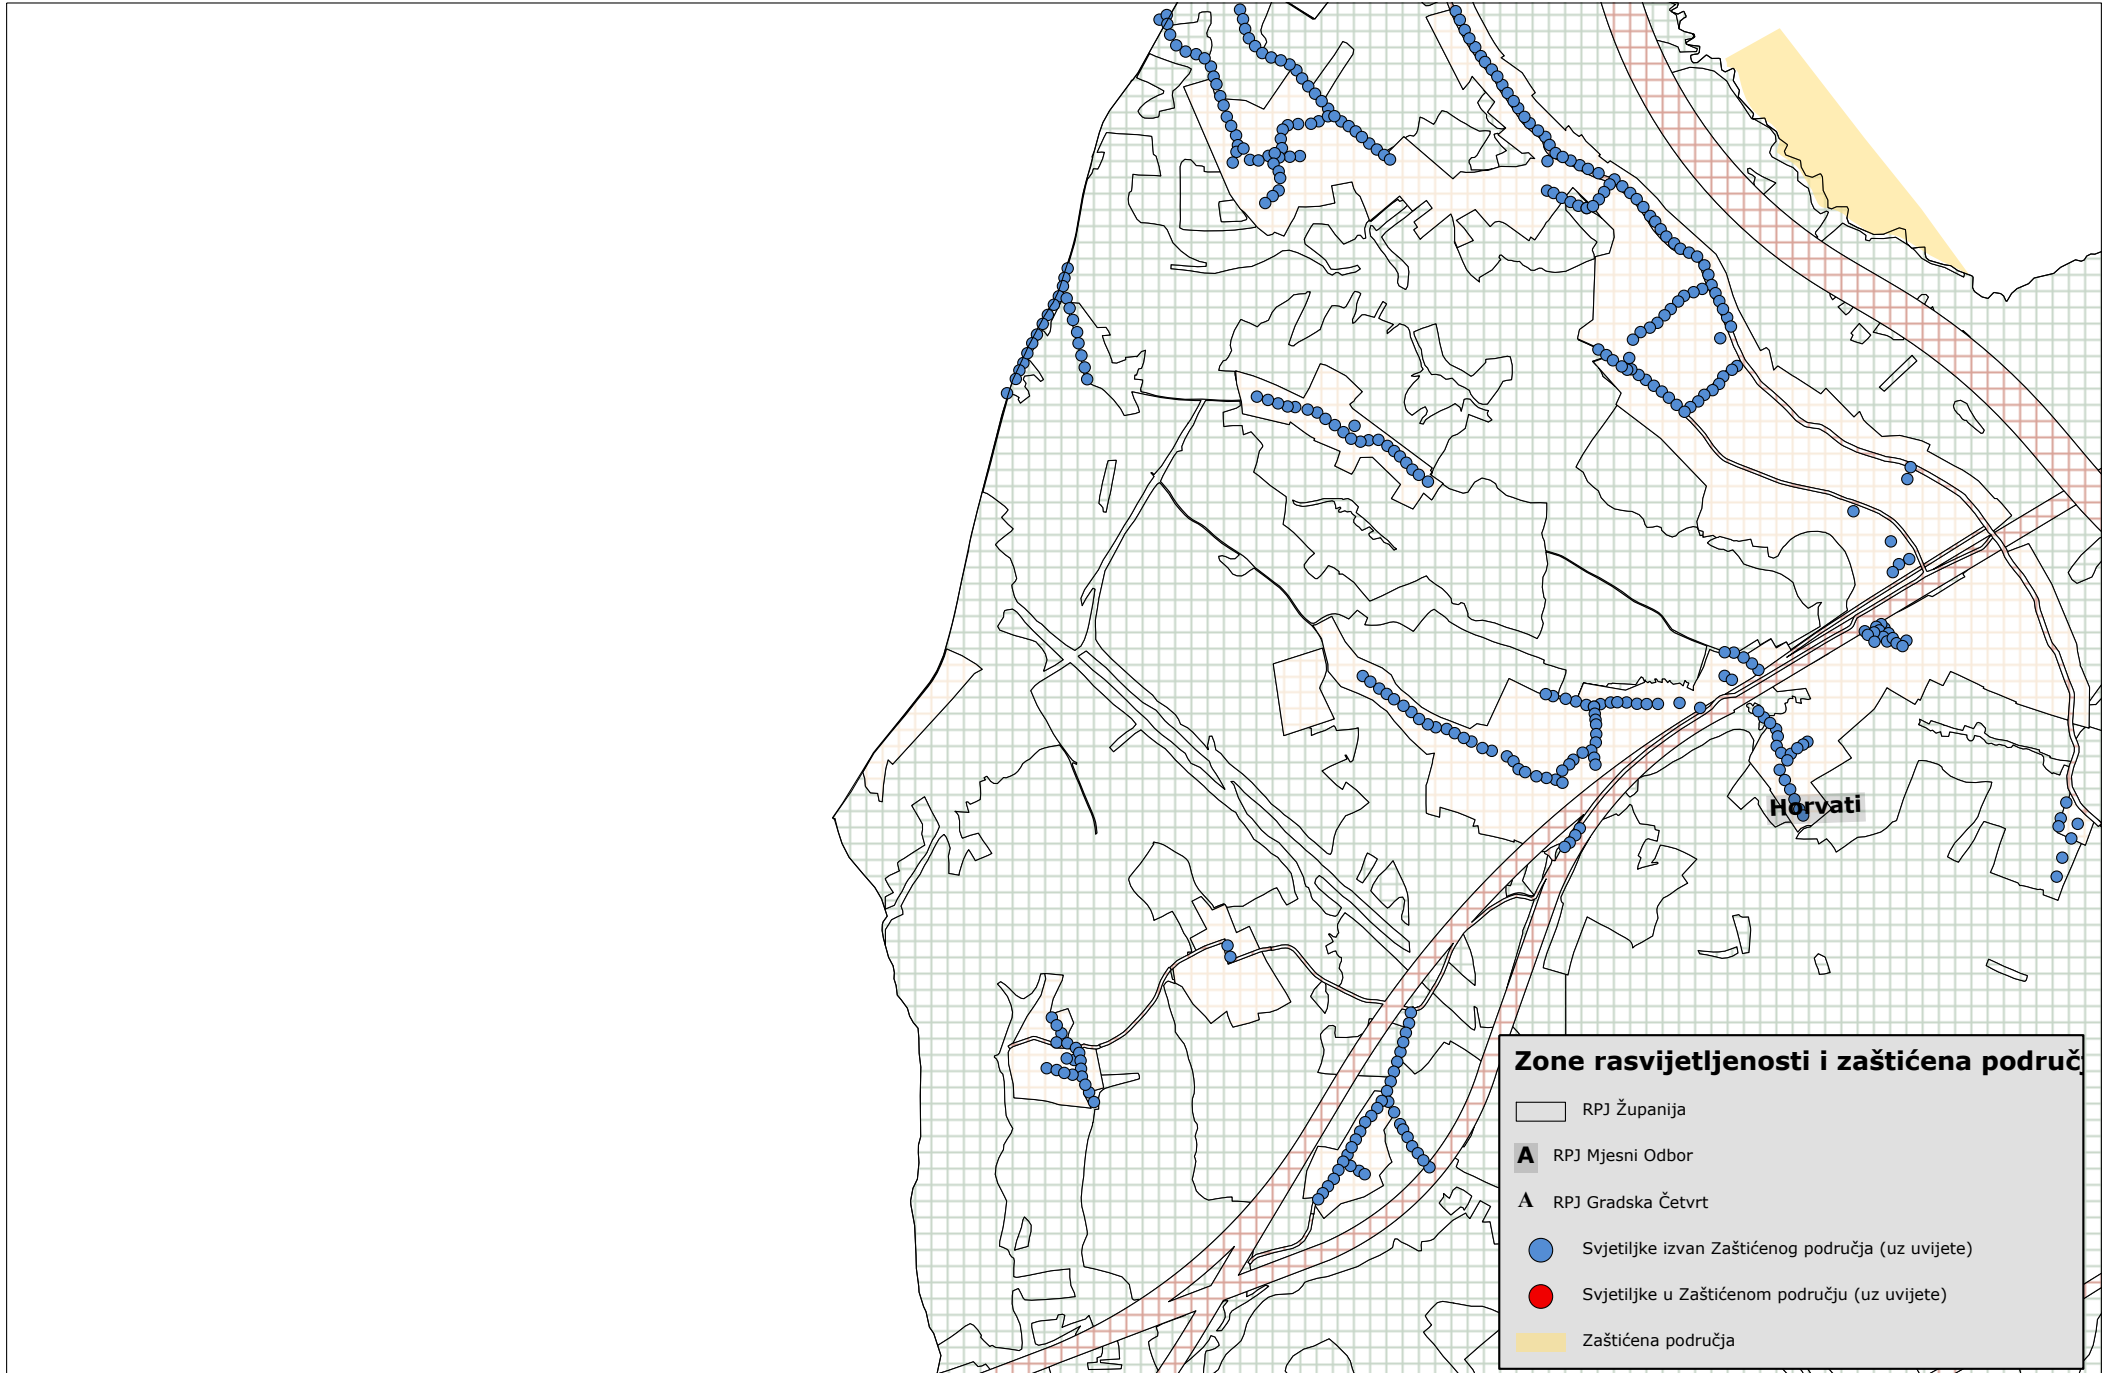 Horvati
Zone rasvijetljenosti i zaštićena područj
RPJ Županija
A RPJ Mjesni Odbor
A RPJ Gradska Četvrt
Svjetiljke izvan Zaštićenog područja (uz uvijete)
Svjetiljke u Zaštićenom području (uz uvijete)
Zaštićena područja